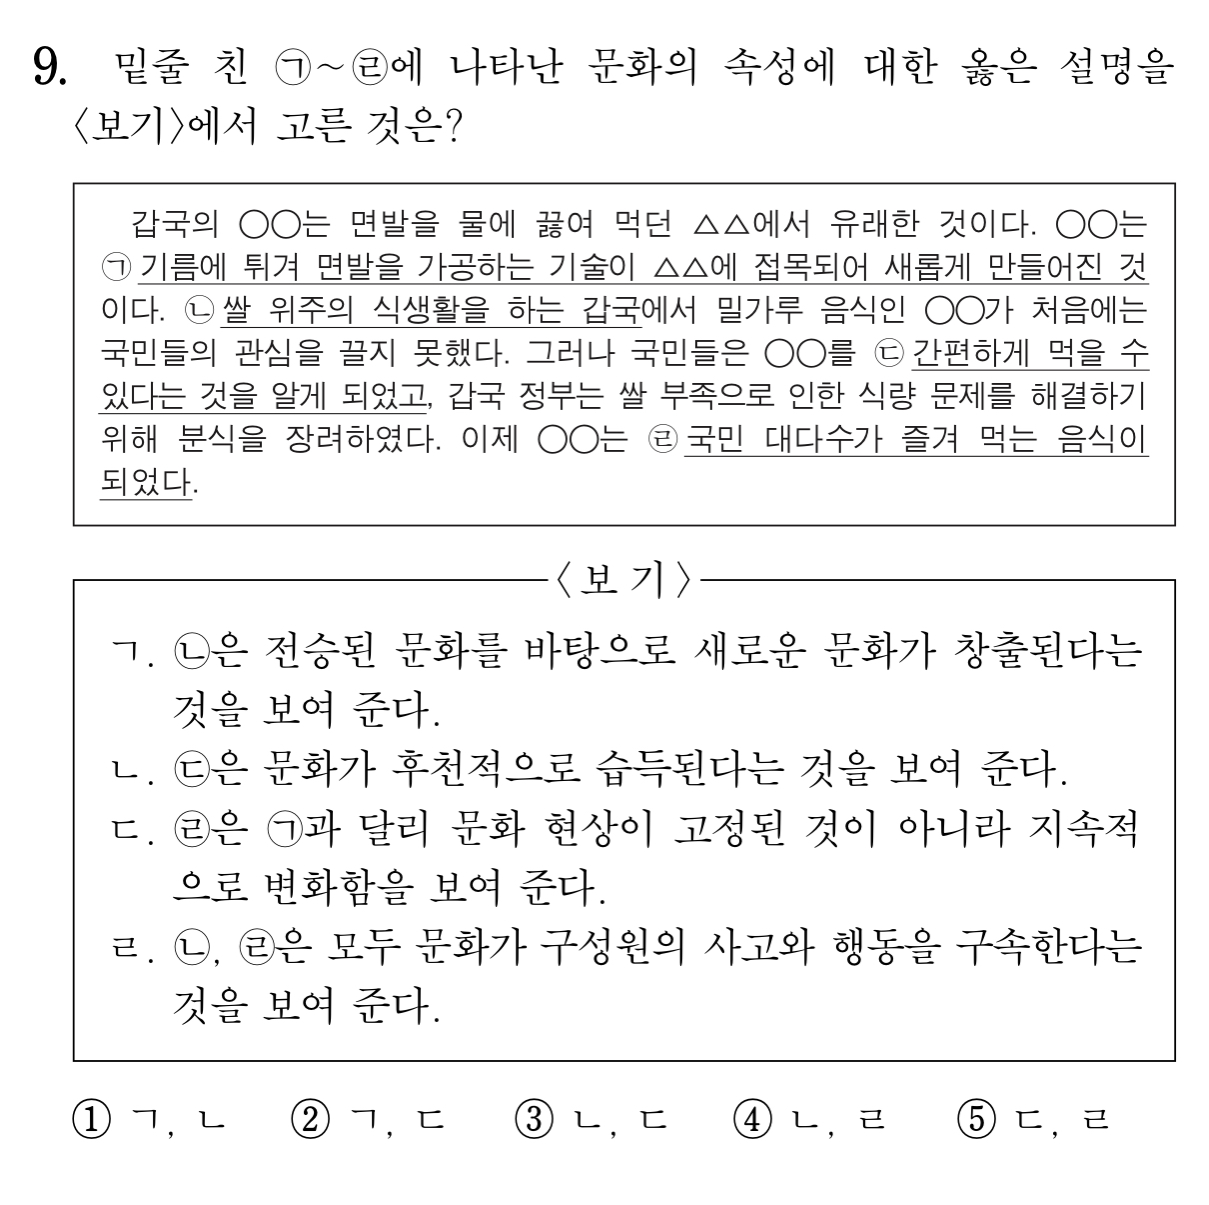 9. 밑줄 친 ㉠~㉣에 나타난 문화의 속성에 대한 옳은 설명을
〈보기〉에서 고른 것은?
갑국의 ○○는 면발을 물에 끓여 먹던 △△에서 유래한 것이다. ○○는
㉠ 기름에 튀겨 면발을 가공하는 기술이 △△에 접목되어 새롭게 만들어진 것
이다. ㉡ 쌀 위주의 식생활을 하는 갑국에서 밀가루 음식인 ○○가 처음에는
국민들의 관심을 끌지 못했다. 그러나 국민들은 ○○를 ㉢ 간편하게 먹을 수
있다는 것을 알게 되었고, 갑국 정부는 쌀 부족으로 인한 식량 문제를 해결하기
위해 분식을 장려하였다. 이제 ○○는 ㉣ 국민 대다수가 즐겨 먹는 음식이
되었다.
〈보 기〉
ㄱ. ㉡은 전승된 문화를 바탕으로 새로운 문화가 창출된다는
것을 보여 준다.
ㄴ. ㉢은 문화가 후천적으로 습득된다는 것을 보여 준다.
ㄷ. ㉣은 ㉠과 달리 문화 현상이 고정된 것이 아니라 지속적
으로 변화함을 보여 준다.
ㄹ. ㉡, ㉣은 모두 문화가 구성원의 사고와 행동을 구속한다는
것을 보여 준다.
① ㄱ, ㄴ ② ㄱ, ㄷ ③ ㄴ, ㄷ ④ ㄴ, ㄹ ⑤ ㄷ, ㄹ